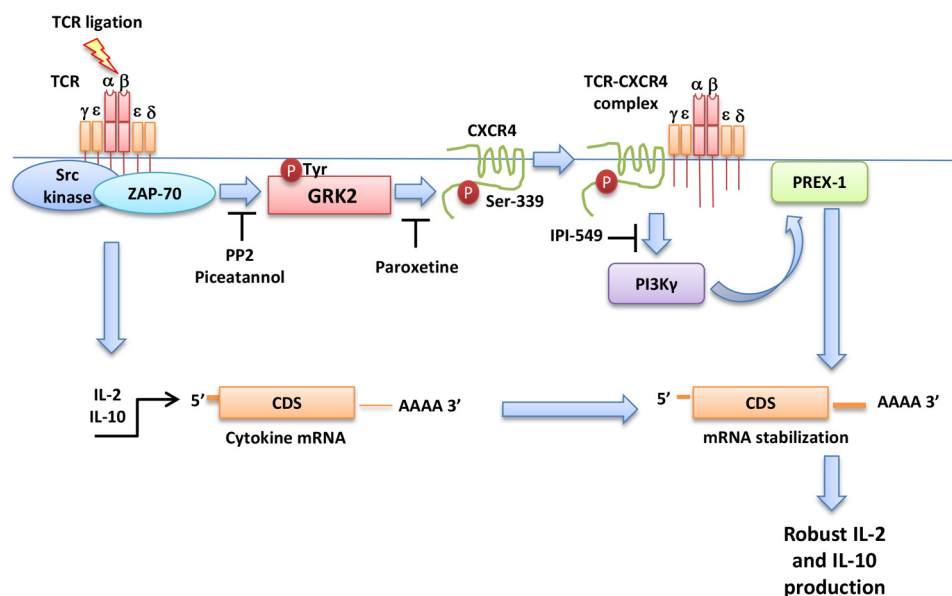 TCR ligation
TCR
α β
γ ε
ε δ
Src
kinase
ZAP-70
P
Tyr
GRK2
PP2
Piceatannol
Paroxetine
CXCR4
P
Ser-339
TCR-CXCR4
complex
α β
γ ε
ε δ
P
IPI-549
PI3Kγ
PREX-1
IL-2
IL-10
5’
CDS
AAAA 3’
Cytokine mRNA
5’
CDS
AAAA 3’
mRNA stabilization
Robust IL-2
and IL-10
production